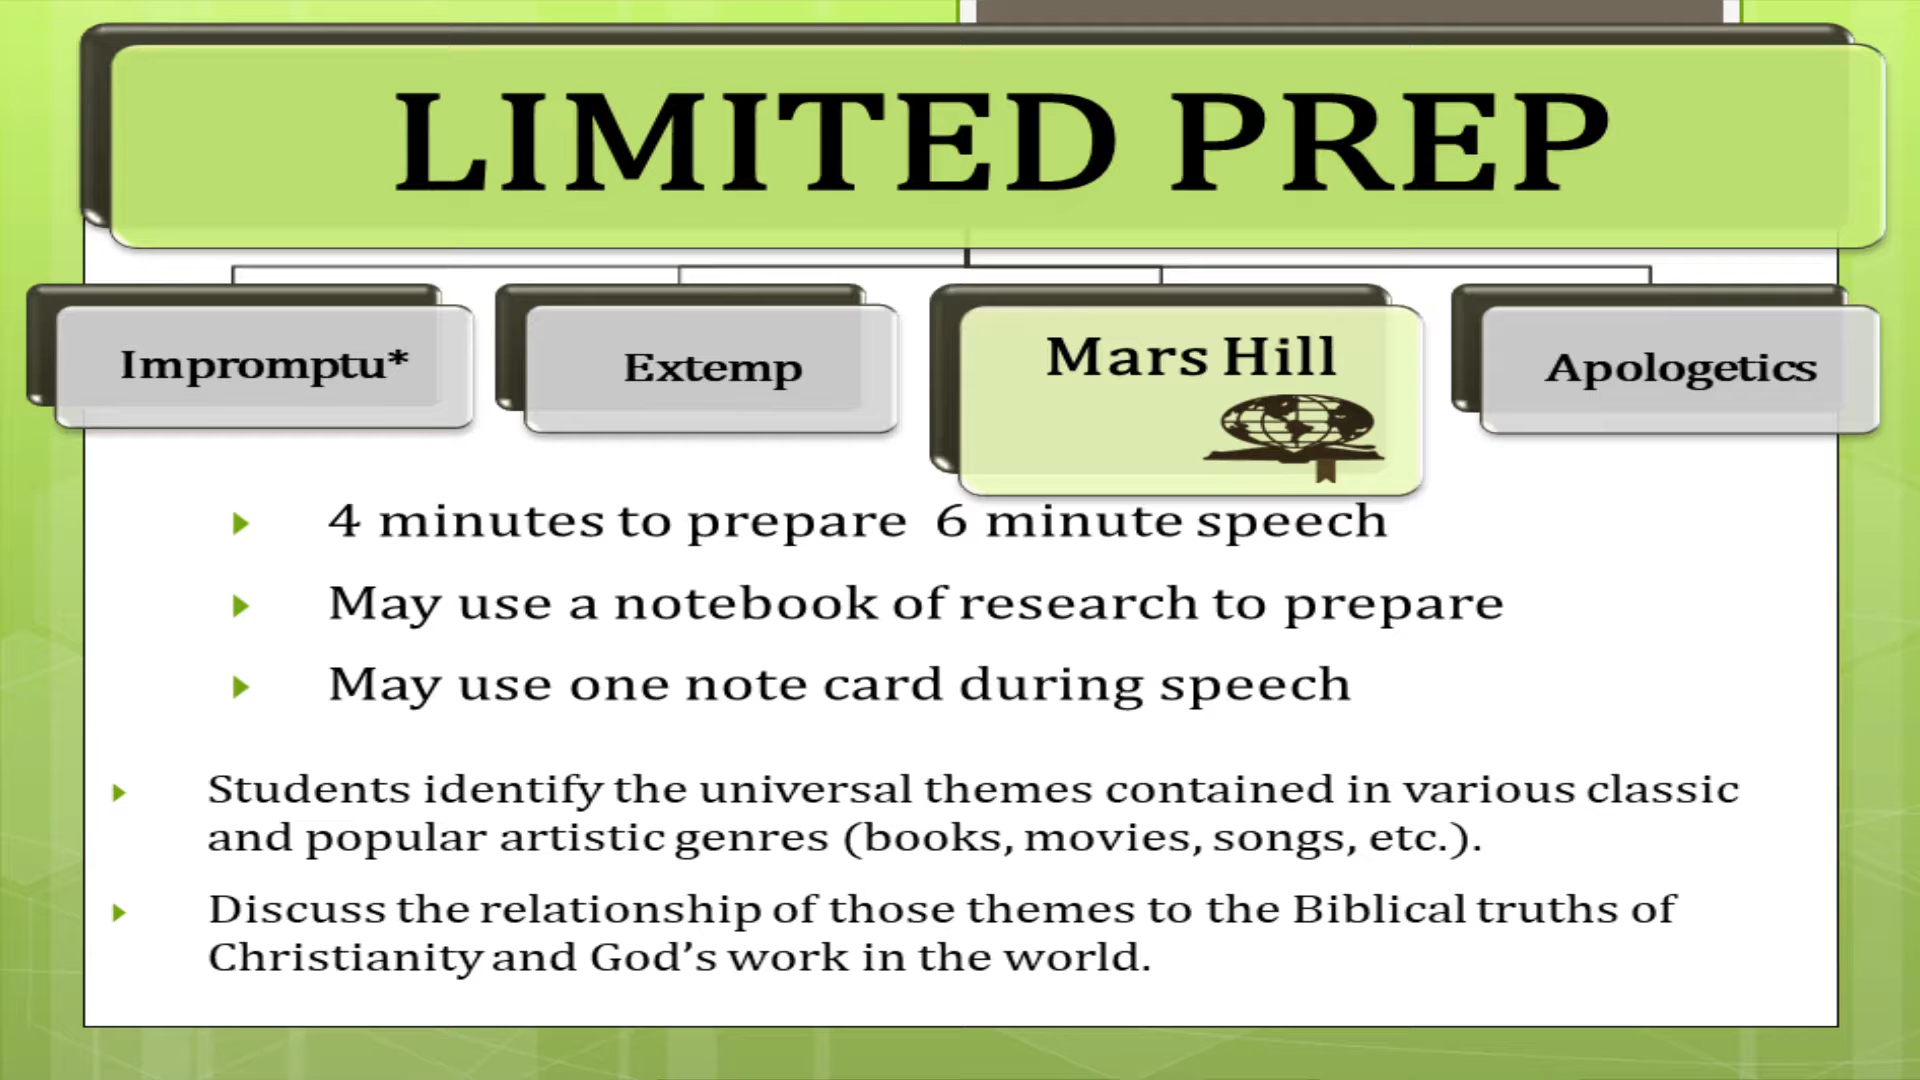 LIMITED PREP
Impromptu*
Extemp
Mars Hill
Apologetics
4 minutes to prepare 6 minute speech
May use a notebook of research to prepare
May use one note card during speech
Students identify the universal themes contained in various classic
and popular artistic genres (books, movies, songs, etc.).
Discuss the relationship of those themes to the Biblical truths of
Christianity and God’s work in the world.